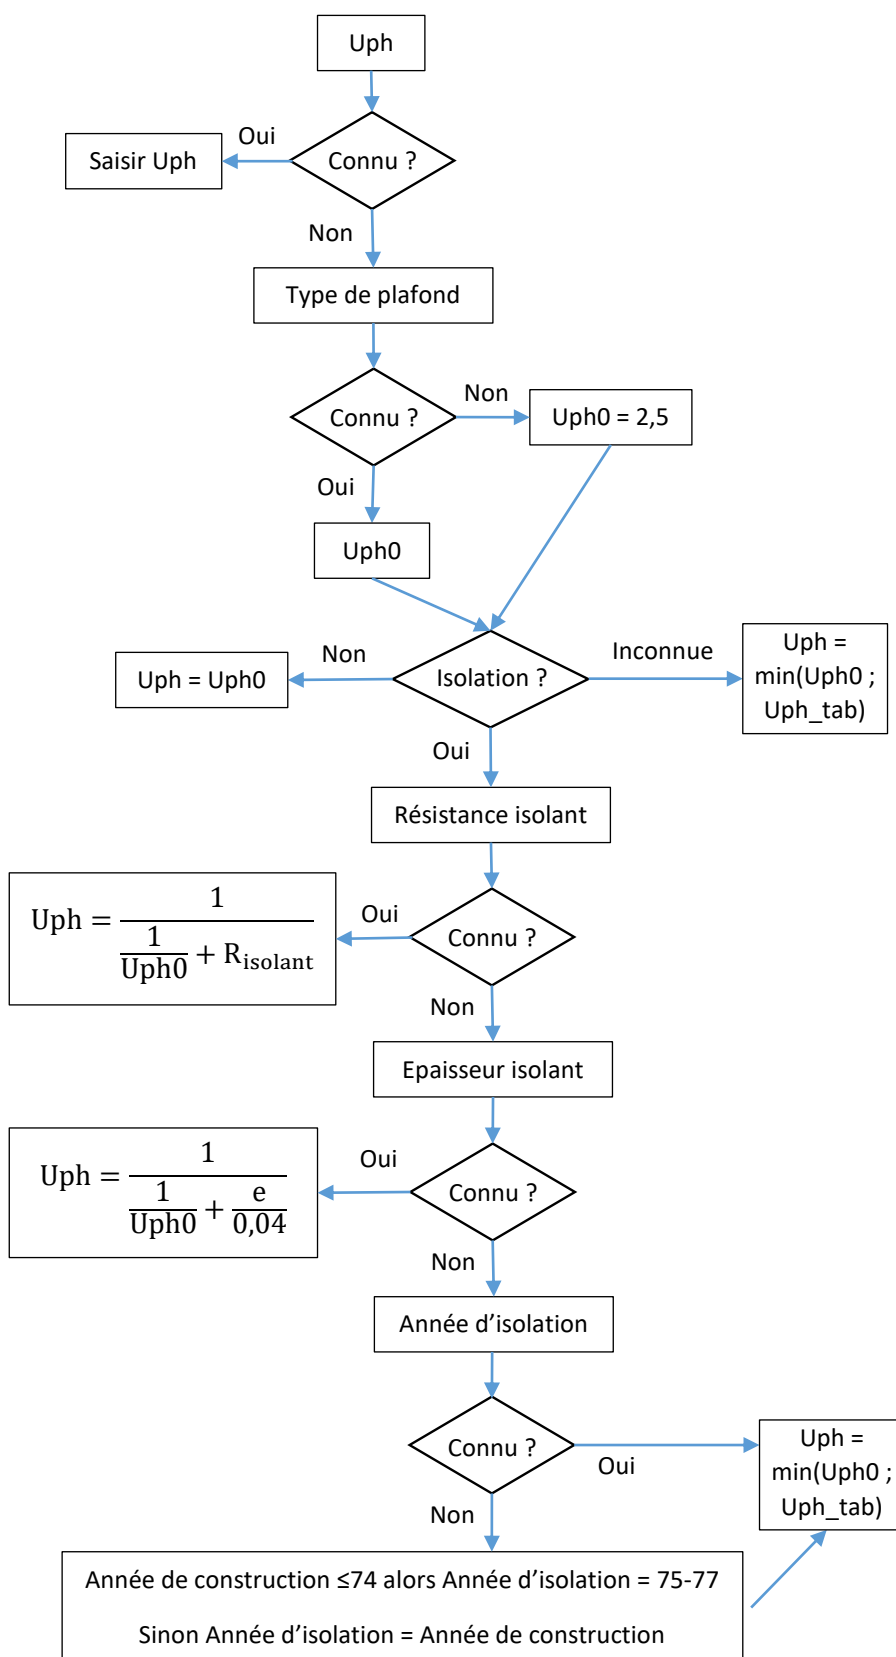 Uph
Oui
Saisir Uph
Connu ?
Non
Type de plafond
Connu ?
Non
Uph0 = 2,5
Oui
Uph0
Non
Uph = Uph0
Isolation ?
Inconnue
Uph =
min(Uph0 ;
Uph_tab)
Oui
Résistance isolant
Uph = 1 / (1/Uph0 + R_isolant)
Oui
Connu ?
Non
Epaisseur isolant
Uph = 1 / (1/Uph0 + e/0,04)
Oui
Connu ?
Non
Année d’isolation
Connu ?
Oui
Uph =
min(Uph0 ;
Uph_tab)
Non
Année de construction ≤74 alors Année d’isolation = 75-77
Sinon Année d’isolation = Année de construction